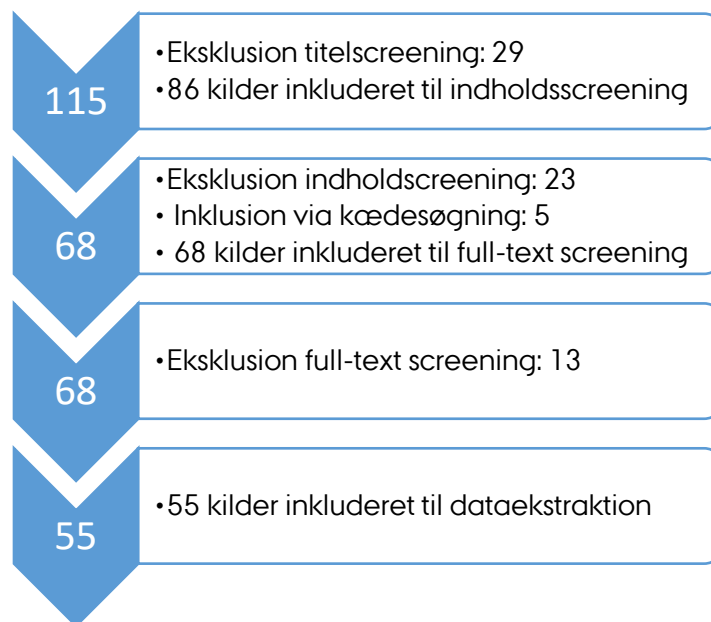 115
•Eksklusion titelscreening: 29
•86 kilder inkluderet til indholdsscreening
68
•Eksklusion indholdscreening: 23
• Inklusion via kædesøgning: 5
• 68 kilder inkluderet til full-text screening
68
•Eksklusion full-text screening: 13
55
•55 kilder inkluderet til dataekstraktion